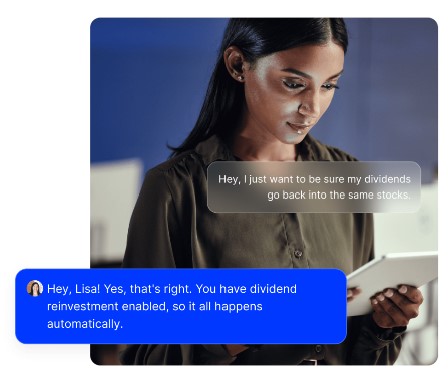 Hey, I just want to be sure my dividends
go back into the same stocks.
Hey, Lisa! Yes, that's right. You have dividend
reinvestment enabled, so it all happens
automatically.